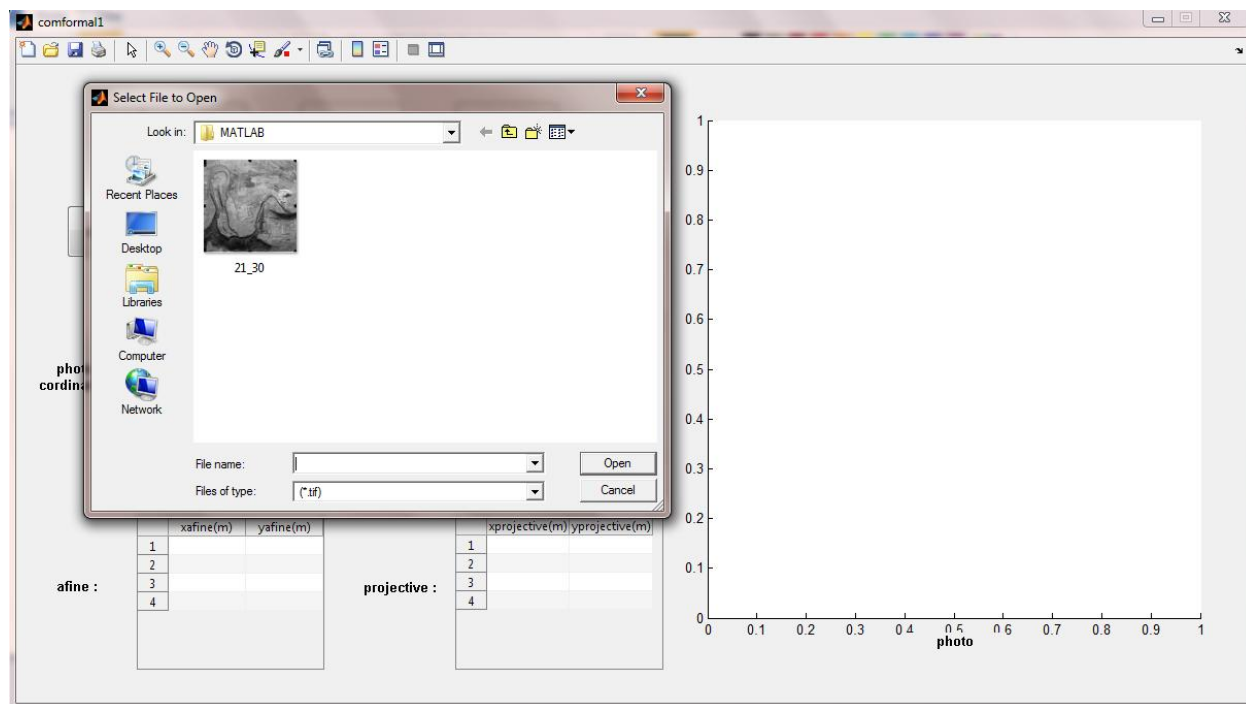 comformal1
Select File to Open
Look in: MATLAB
Recent Places
Desktop
Libraries
Computer
Network
21_30
File name:
Open
Files of type: (*.tif)
Cancel
xafine(m) yafine(m)
1
2
3
4
afine :
xprojective(m) yprojective(m)
1
2
3
4
projective :
1
0.9
0.8
0.7
0.6
0.5
0.4
0.3
0.2
0.1
0
0 0.1 0.2 0.3 0.4 0.5 0.6 0.7 0.8 0.9 1
photo